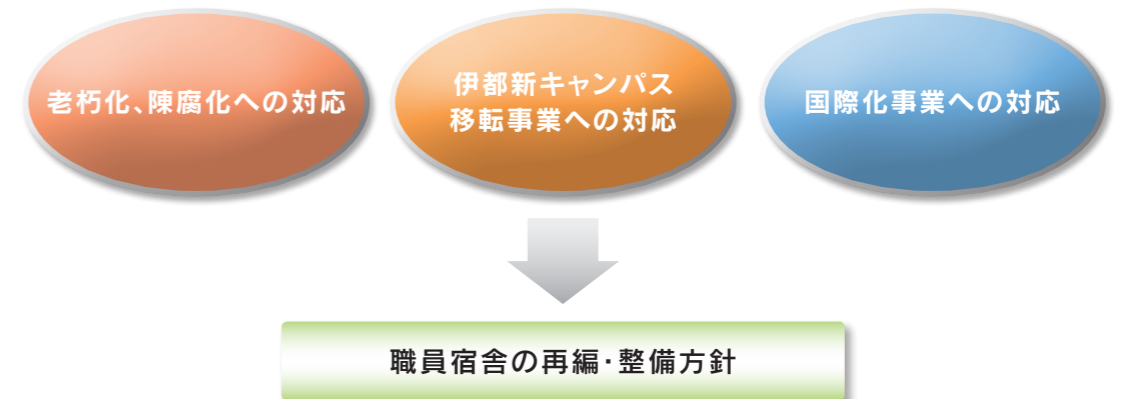 老朽化、陳腐化への対応
伊都新キャンパス
移転事業への対応
国際化事業への対応
職員宿舎の再編・整備方針